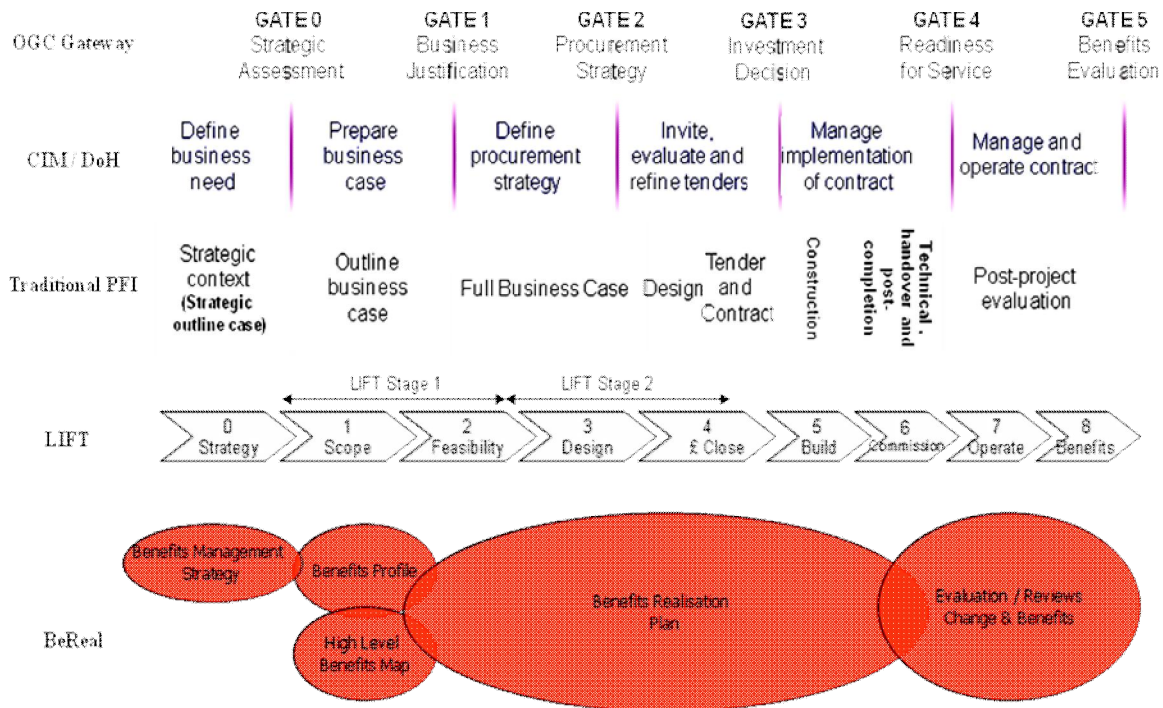 OGC Gateway
GATE 0
Strategic
Assessment
GATE 1
Business
Justification
GATE 2
Procurement
Strategy
GATE 3
Investment
Decision
GATE 4
Readiness
for Service
GATE 5
Benefits
Evaluation
CIM / DoH
Define
business
need
Prepare
business
case
Define
procurement
strategy
Invite,
evaluate and
refine tenders
Manage
implementation
of contract
Manage and
operate contract
Traditional PFI
Strategic
context
(Strategic
outline case)
Outline
business
case
Full Business Case
Design
Tender
and
Contract
Construction
Technical .
handover and
post-
completion
Post-project
evaluation
LIFT Stage 1
LIFT Stage 2
LIFT
0
Strategy
1
Scope
2
Feasibility
3
Design
4
£ Close
5
Build
6
Commission
7
Operate
8
Benefits
BeReal
Benefits Management
Strategy
Benefits Profile
High Level
Benefits Map
Benefits Realisation
Plan
Evaluation / Reviews
Change & Benefits